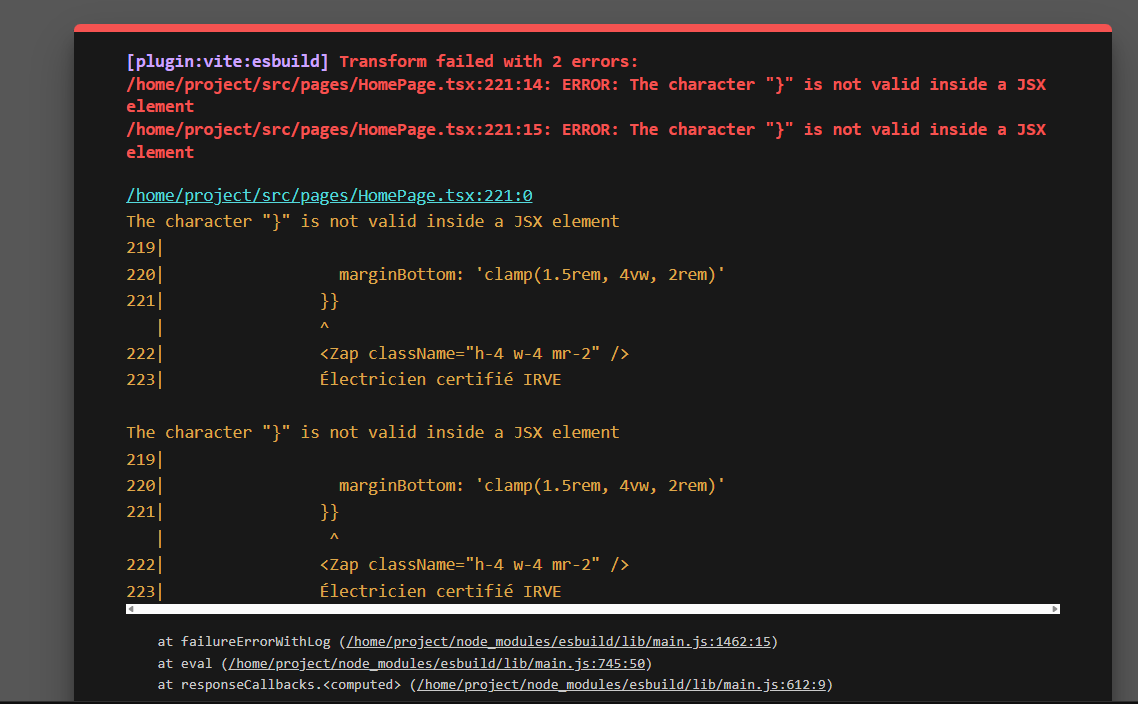 [plugin:vite:esbuild] Transform failed with 2 errors:
/home/project/src/pages/HomePage.tsx:221:14: ERROR: The character "}" is not valid inside a JSX
element
/home/project/src/pages/HomePage.tsx:221:15: ERROR: The character "}" is not valid inside a JSX
element
/home/project/src/pages/HomePage.tsx:221:0
The character "}" is not valid inside a JSX element
219|
220|                  marginBottom: 'clamp(1.5rem, 4vw, 2rem)'
221|                }}
   |                ^
222|                <Zap className="h-4 w-4 mr-2" />
223|                Électricien certifié IRVE
The character "}" is not valid inside a JSX element
219|
220|                  marginBottom: 'clamp(1.5rem, 4vw, 2rem)'
221|                }}
   |                 ^
222|                <Zap className="h-4 w-4 mr-2" />
223|                Électricien certifié IRVE
at failureErrorWithLog (/home/project/node_modules/esbuild/lib/main.js:1462:15)
at eval (/home/project/node_modules/esbuild/lib/main.js:745:50)
at responseCallbacks.<computed> (/home/project/node_modules/esbuild/lib/main.js:612:9)